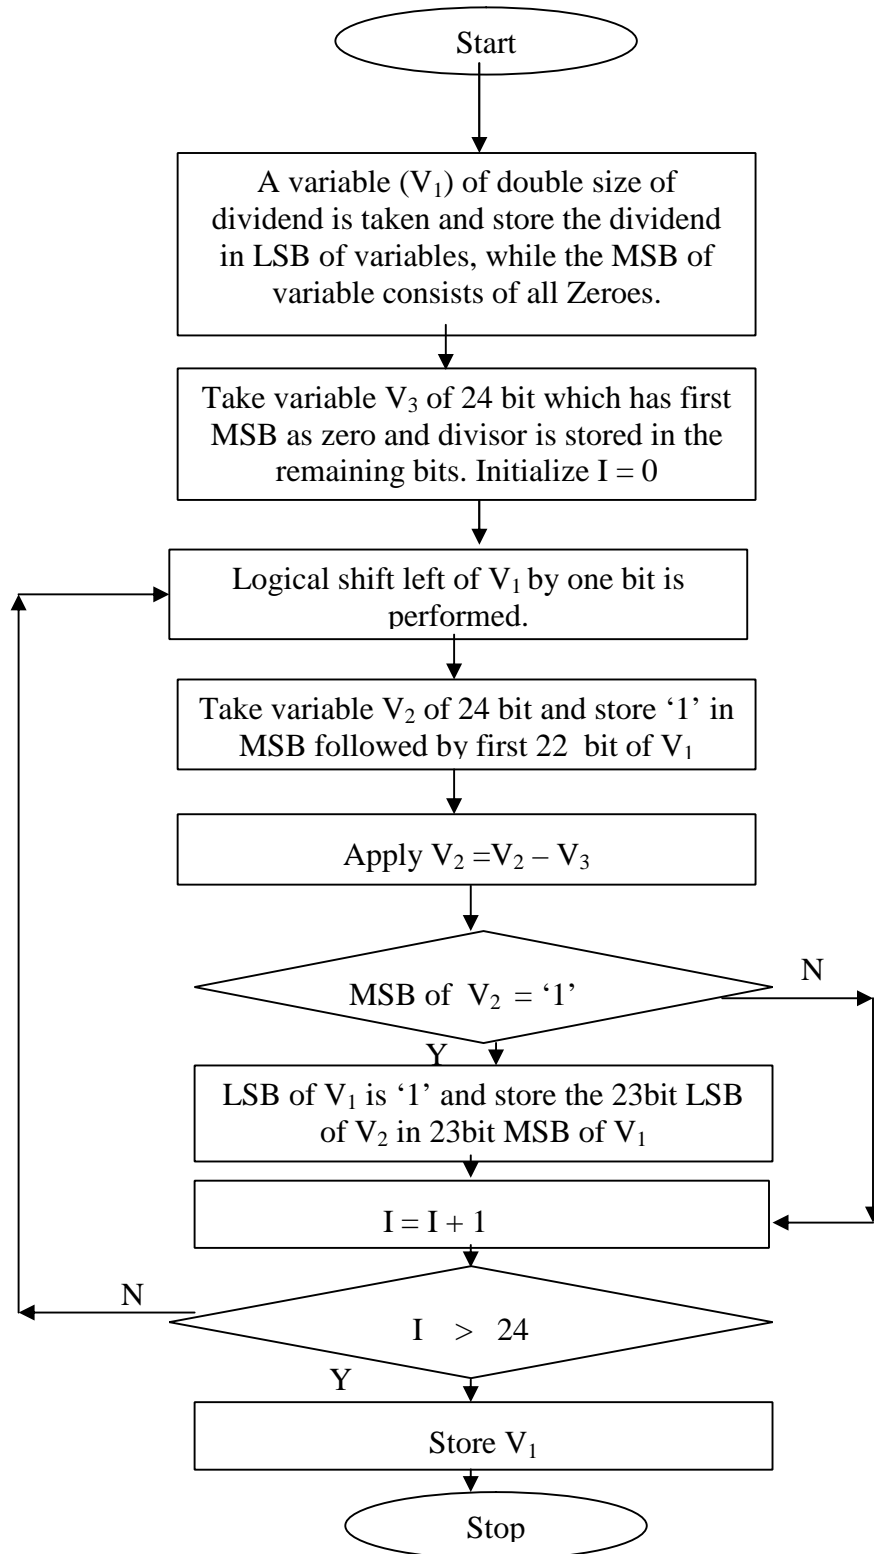 Start
A variable (V₁) of double size of
dividend is taken and store the dividend
in LSB of variables, while the MSB of
variable consists of all Zeroes.
Take variable V₃ of 24 bit which has first
MSB as zero and divisor is stored in the
remaining bits. Initialize I = 0
Logical shift left of V₁ by one bit is
performed.
Take variable V₂ of 24 bit and store ‘1’ in
MSB followed by first 22 bit of V₁
Apply V₂ =V₂ – V₃
MSB of V₂ = ‘1’
N
Y
LSB of V₁ is ‘1’ and store the 23bit LSB
of V₂ in 23bit MSB of V₁
I = I + 1
N
I > 24
Y
Store V₁
Stop